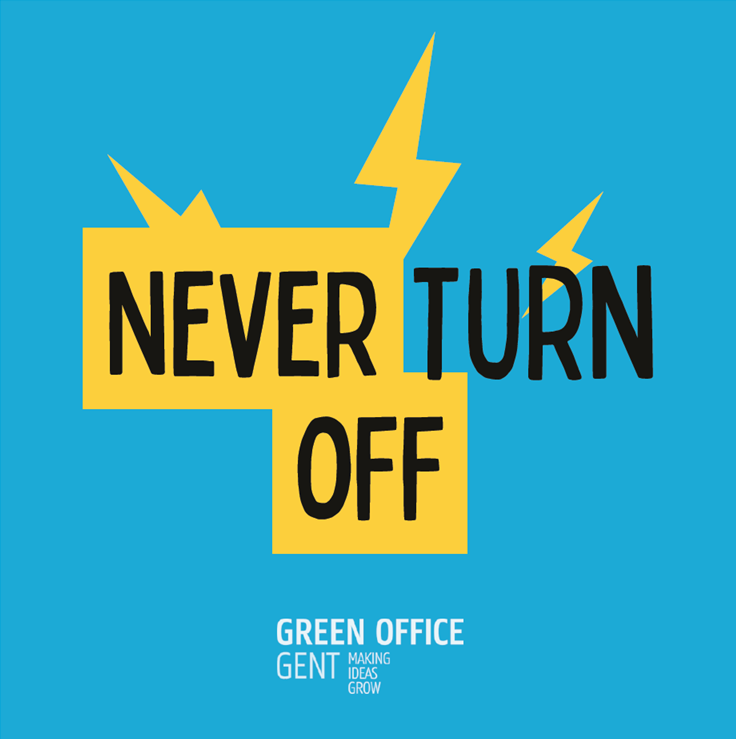 NEVER TURN
OFF
GREEN OFFICE
GENT
MAKING
IDEAS
GROW